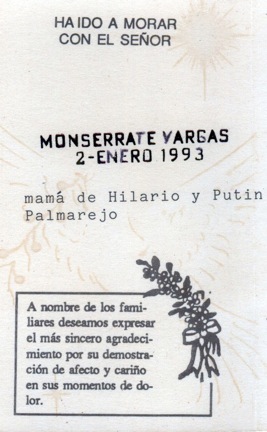 HA IDO A MORAR
CON EL SEÑOR
MONSERRATE VARGAS
2-ENERO 1993
mamá de Hilario y Putin
Palmarejo
A nombre de los fami-
liares deseamos expresar
el más sincero agradeci-
miento por su demostra-
ción de afecto y cariño
en sus momentos de do-
lor.